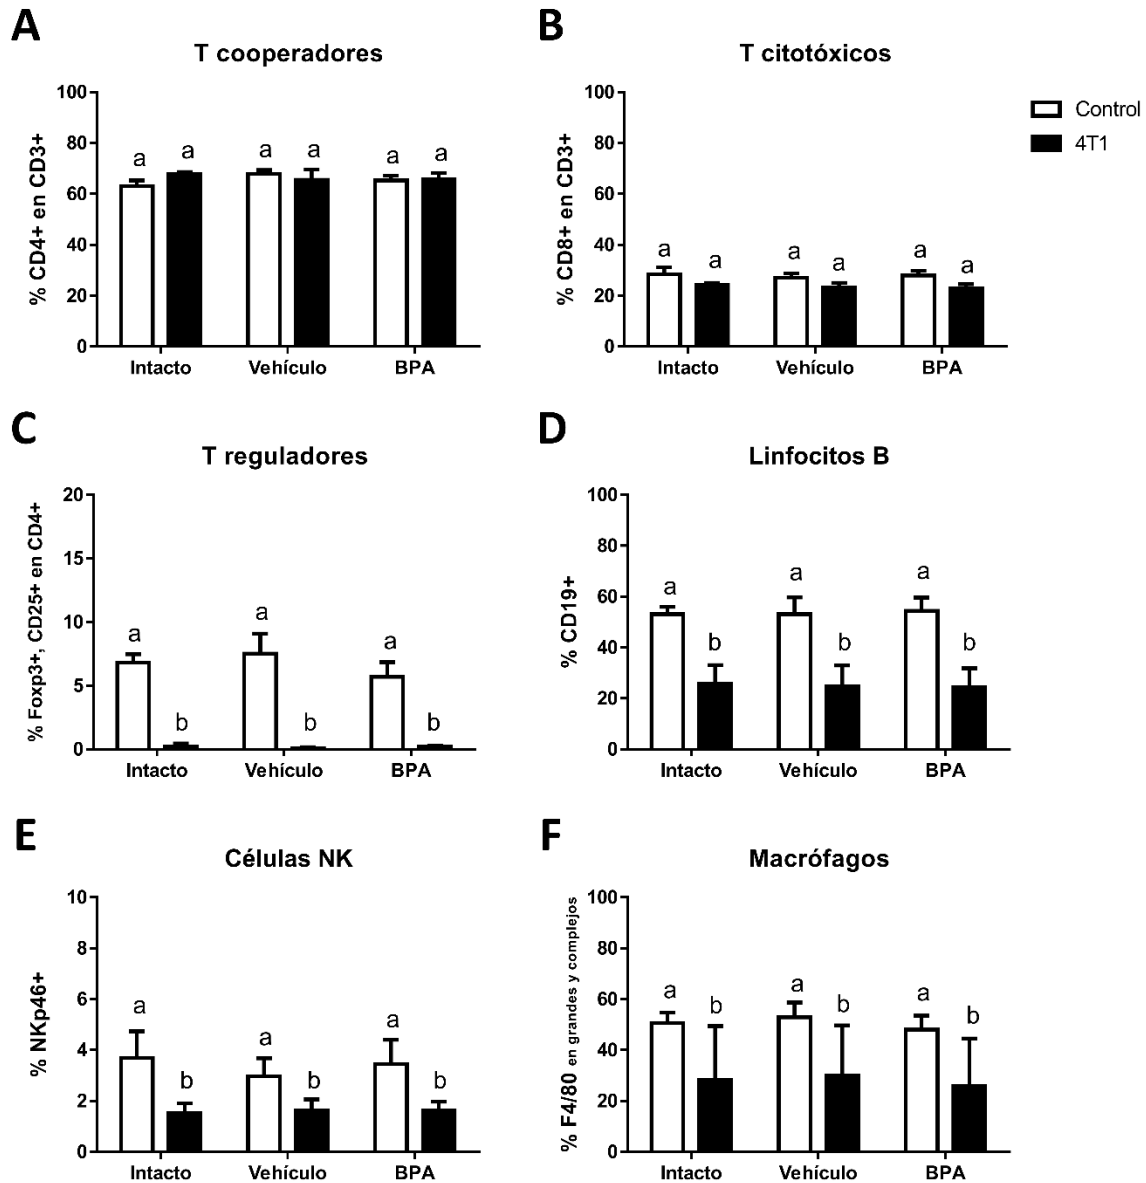 A
T cooperadores
% CD4+ en CD3+
100
80
60
40
20
0
a a a a a a
Intacto Vehículo BPA
B
T citotóxicos
% CD8+ en CD3+
100
80
60
40
20
0
a a a a a a
Intacto Vehículo BPA
Control
4T1
C
T reguladores
% Foxp3+, CD25+ en CD4+
20
15
10
5
0
a b a b a b
Intacto Vehículo BPA
D
Linfocitos B
% CD19+
100
80
60
40
20
0
a b a b a b
Intacto Vehículo BPA
E
Células NK
% NKp46+
10
8
6
4
2
0
a b a b a b
Intacto Vehículo BPA
F
Macrófagos
% F4/80 en grandes y complejos
100
80
60
40
20
0
a b a b a b
Intacto Vehículo BPA